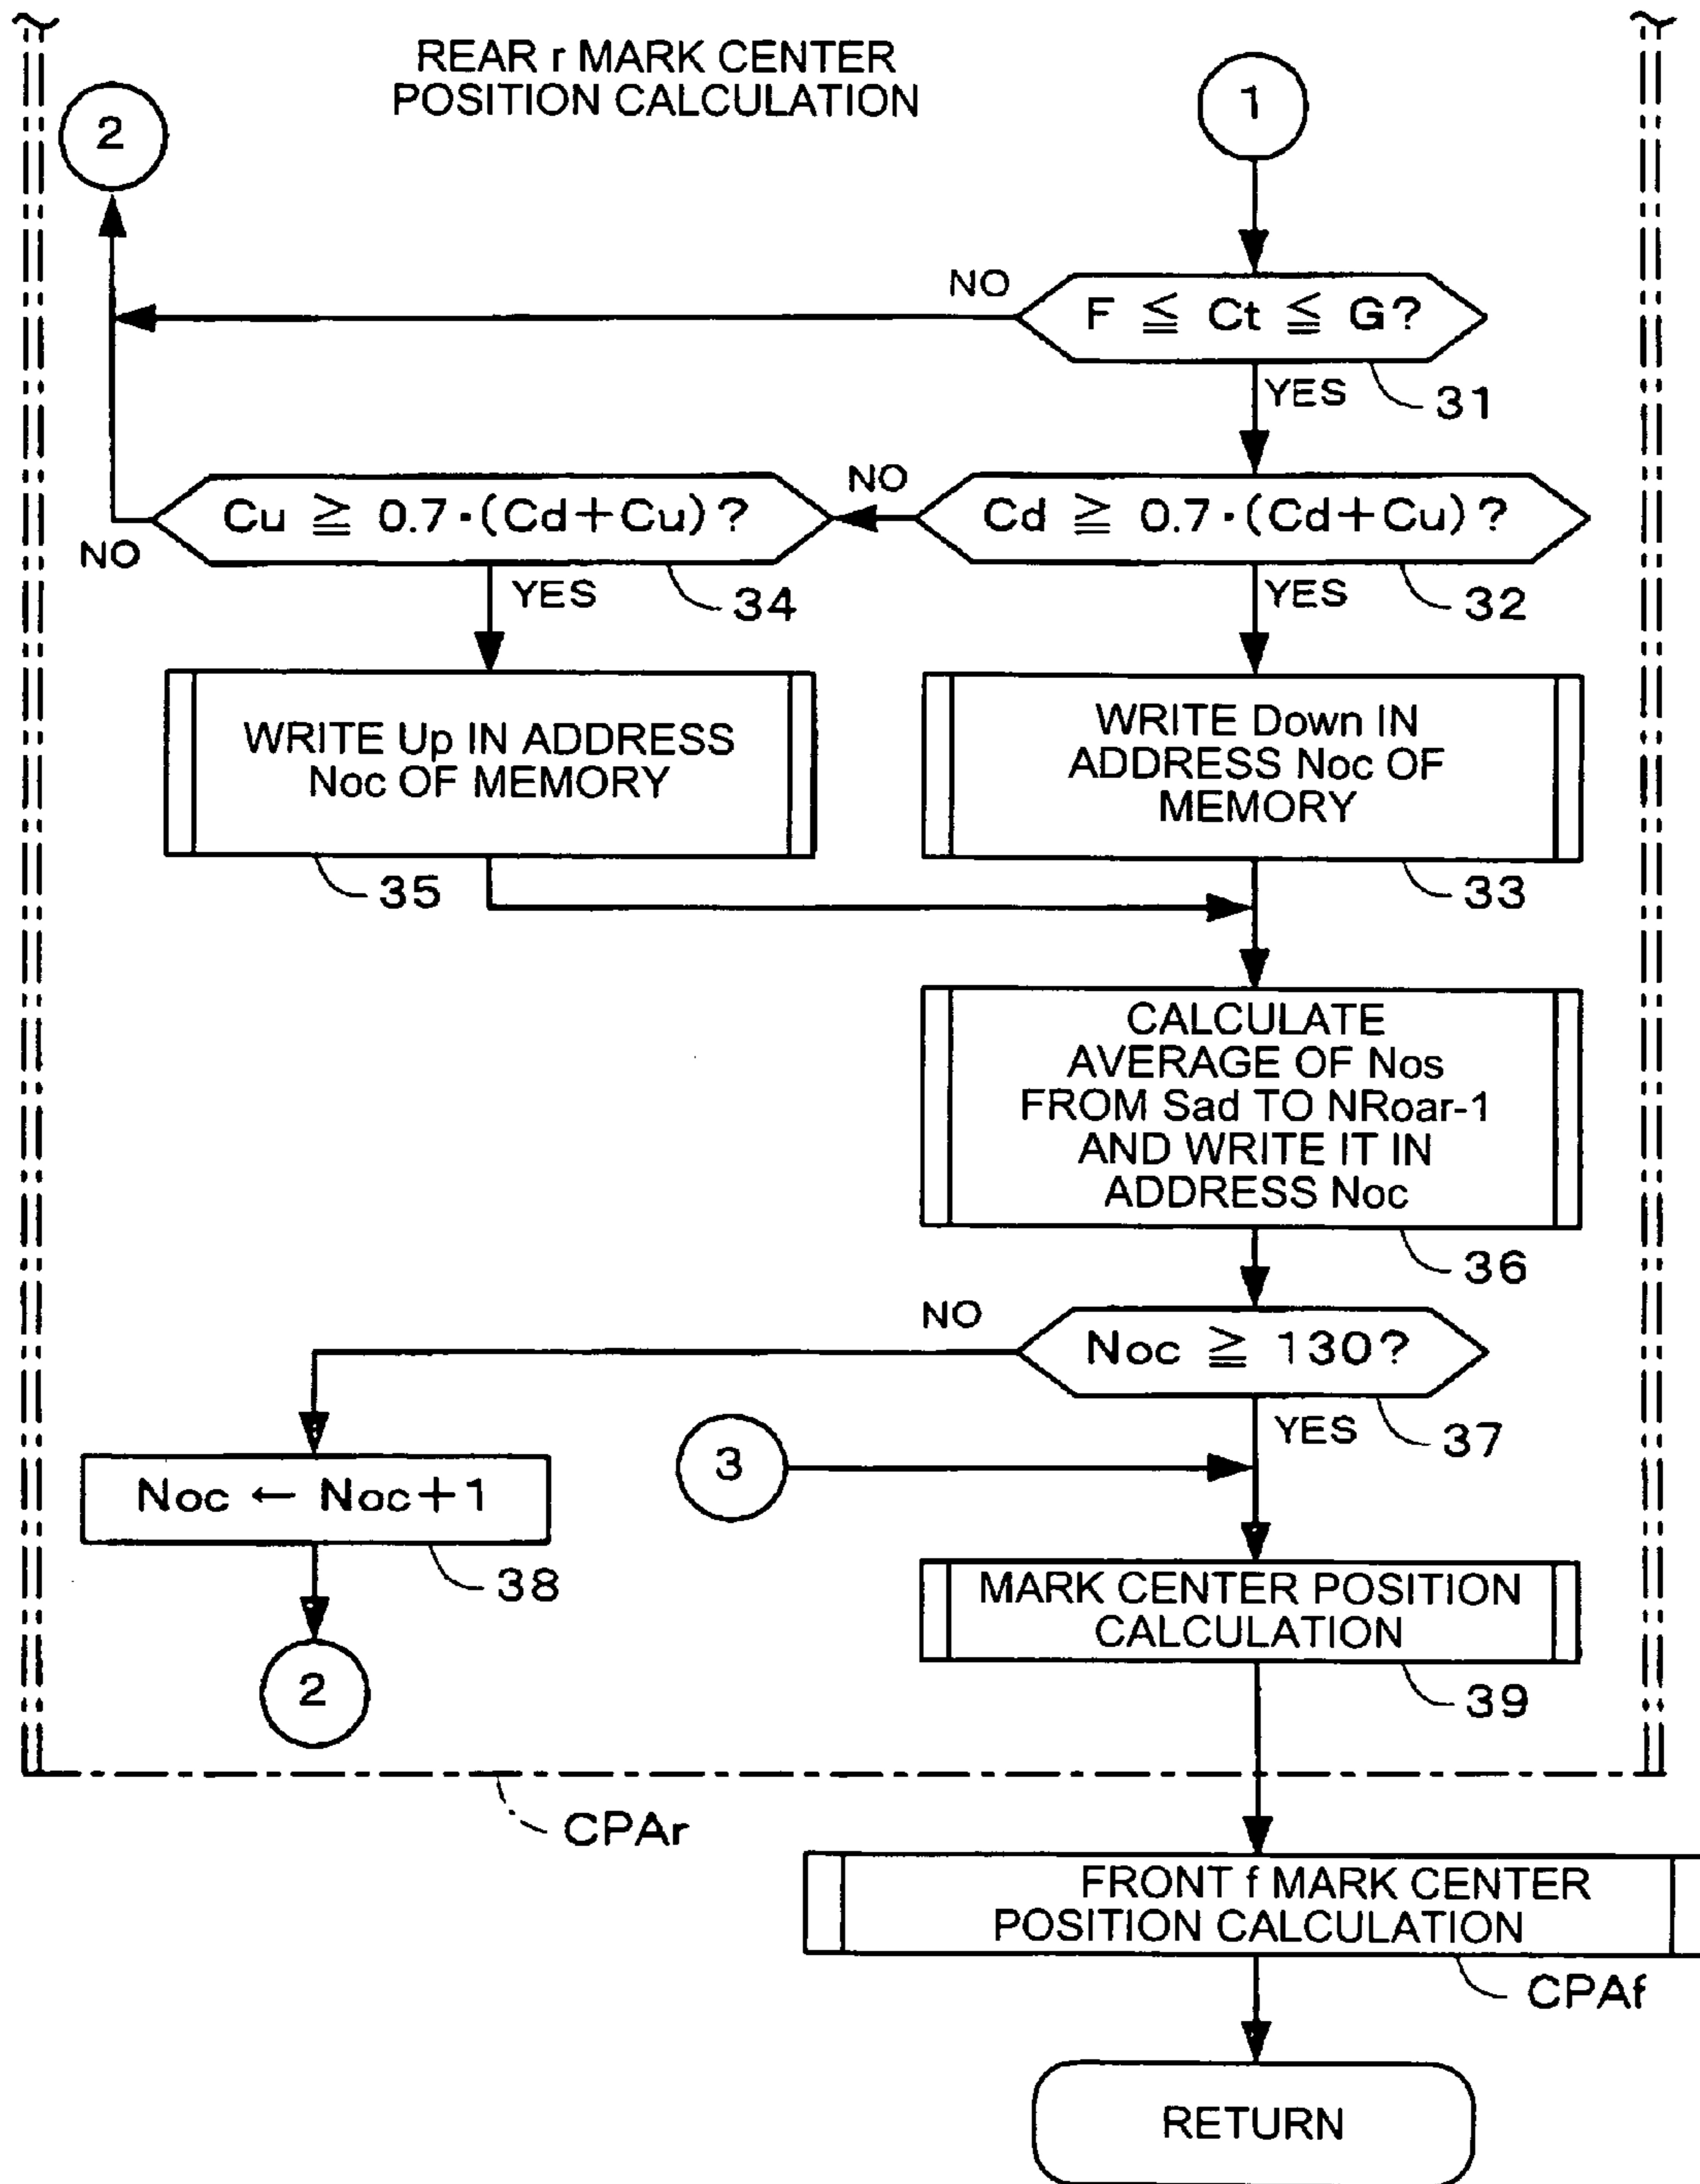 REAR r MARK CENTER
POSITION CALCULATION
2
1
NO
F ≦ Ct ≦ G?
YES
31
NO
Cu ≧ 0.7·(Cd+Cu)?
Cd ≧ 0.7·(Cd+Cu)?
NO
YES
34
YES
32
WRITE Up IN ADDRESS
Noc OF MEMORY
WRITE Down IN
ADDRESS Noc OF
MEMORY
35
33
CALCULATE
AVERAGE OF Nos
FROM Sad TO NRoar-1
AND WRITE IT IN
ADDRESS Noc
36
NO
Noc ≧ 130?
YES
37
3
Noc ← Noc+1
38
MARK CENTER POSITION
CALCULATION
39
2
CPAr
FRONT f MARK CENTER
POSITION CALCULATION
CPAf
RETURN